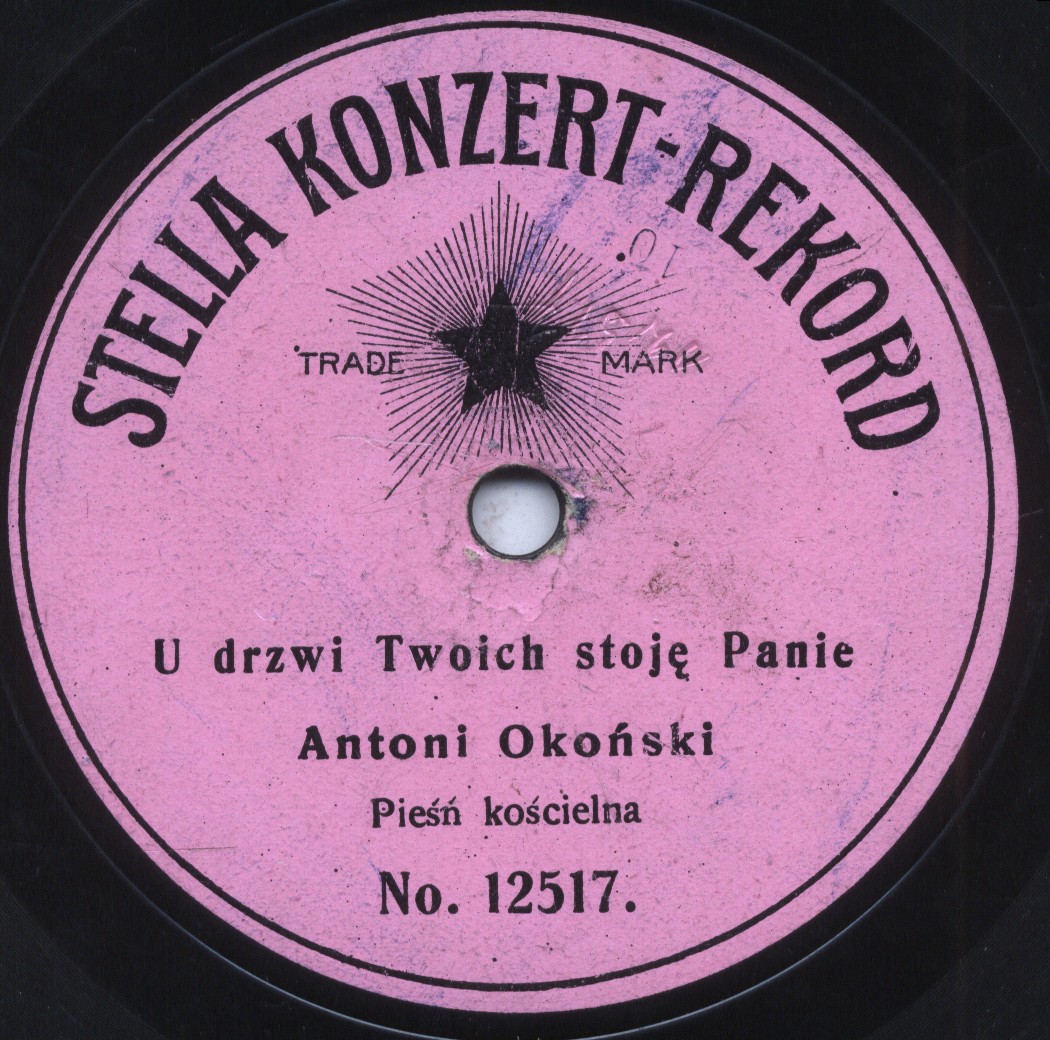 STELLA KONZERT-REKORD
TRADE MARK
U drzwi Twoich stoję Panie
Antoni Okoński
Pieśń kościelna
No. 12517.